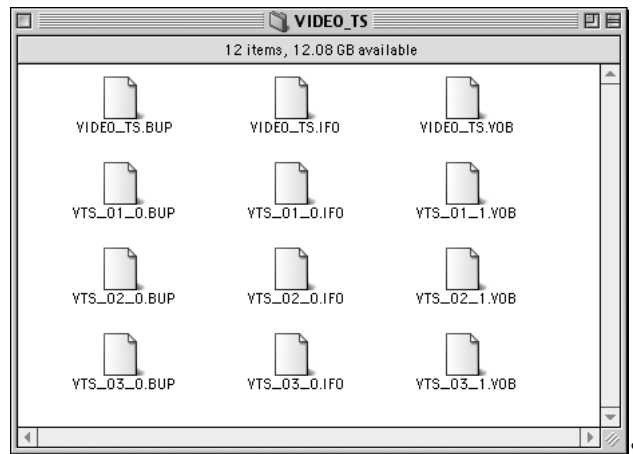 VIDEO_TS
12 items, 12.08 GB available
VIDEO_TS.BUP VIDEO_TS.IFO VIDEO_TS.VOB
VTS_01_0.BUP VTS_01_0.IFO VTS_01_1.VOB
VTS_02_0.BUP VTS_02_0.IFO VTS_02_1.VOB
VTS_03_0.BUP VTS_03_0.IFO VTS_03_1.VOB